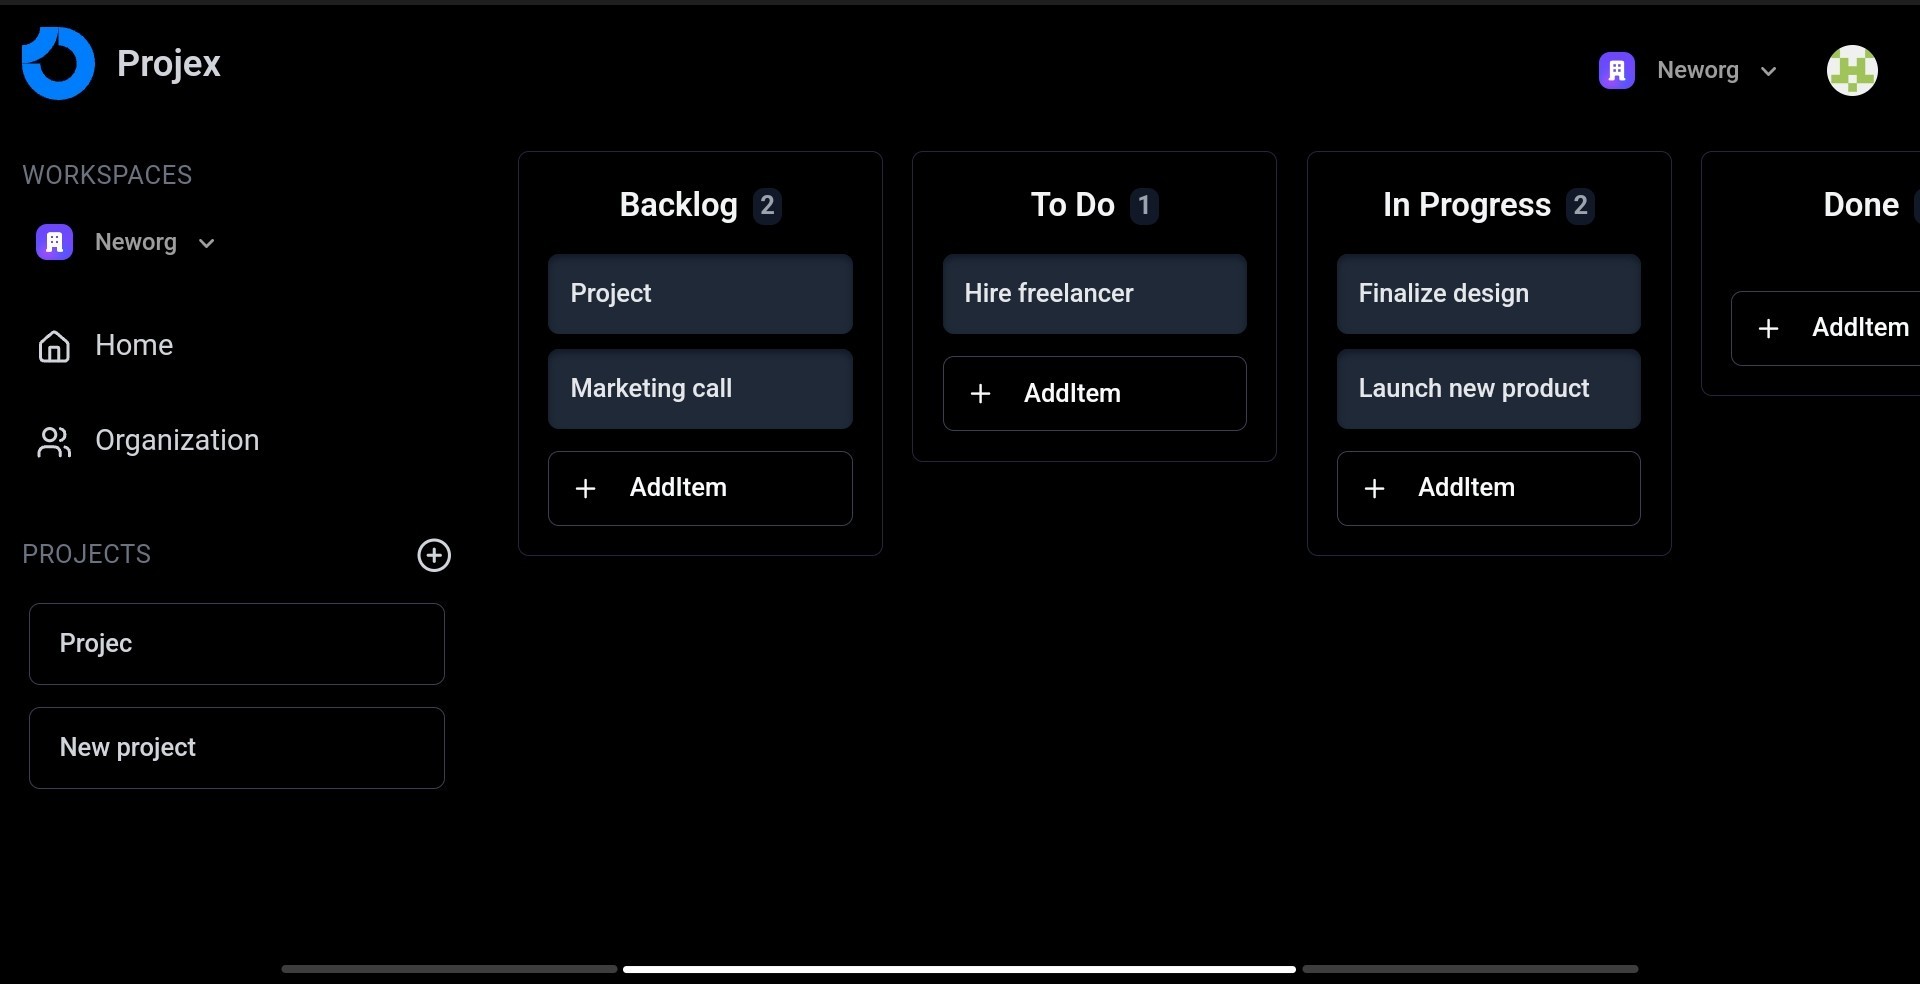 Projex
Neworg
WORKSPACES
Neworg
Home
Organization
PROJECTS
Projec
New project
Backlog 2
Project
Marketing call
AddItem
To Do 1
Hire freelancer
AddItem
In Progress 2
Finalize design
Launch new product
AddItem
Done
AddItem